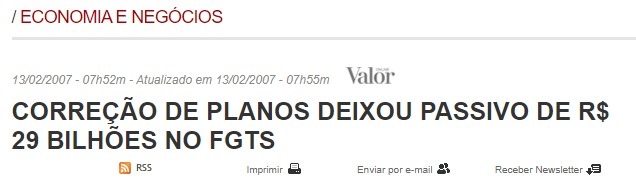 / ECONOMIA E NEGÓCIOS
13/02/2007 - 07h52m - Atualizado em 13/02/2007 - 07h55m Valor ONLINE
CORREÇÃO DE PLANOS DEIXOU PASSIVO DE R$
29 BILHÕES NO FGTS
RSS Imprimir Enviar por e-mail Receber Newsletter